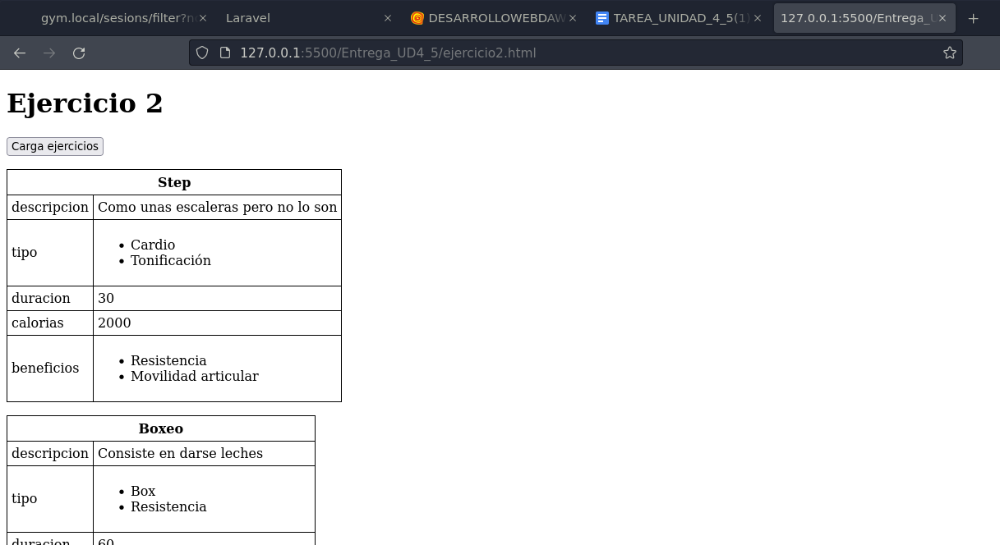 gym.local/sesions/filter?n
Laravel
DESARROLLOWEBDAW
TAREA_UNIDAD_4_5(1)
127.0.0.1:5500/Entrega_U
127.0.0.1:5500/Entrega_UD4_5/ejercicio2.html
Ejercicio 2
Carga ejercicios
Step
descripcion Como unas escaleras pero no lo son
tipo
Cardio
Tonificación
duracion 30
calorias 2000
beneficios
Resistencia
Movilidad articular
Boxeo
descripcion Consiste en darse leches
tipo
Box
Resistencia
duracion 60